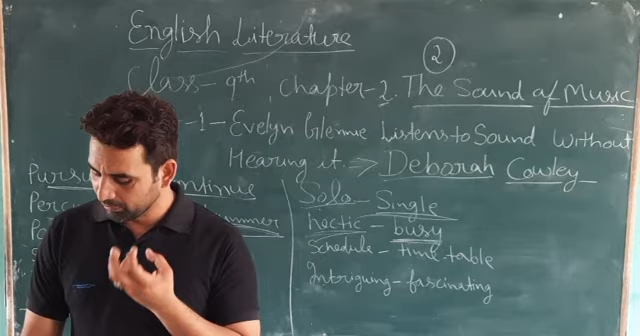 English Literature
2
Class - 9th, Chapter-2. The Sound of Music
-1- Evelyn Glennie Listens to Sound Without
Hearing it. ⇒ Deborah Cowley
Continue
Solo - Single
hectic - busy
Schedule - time-table
Intriguing - fascinating